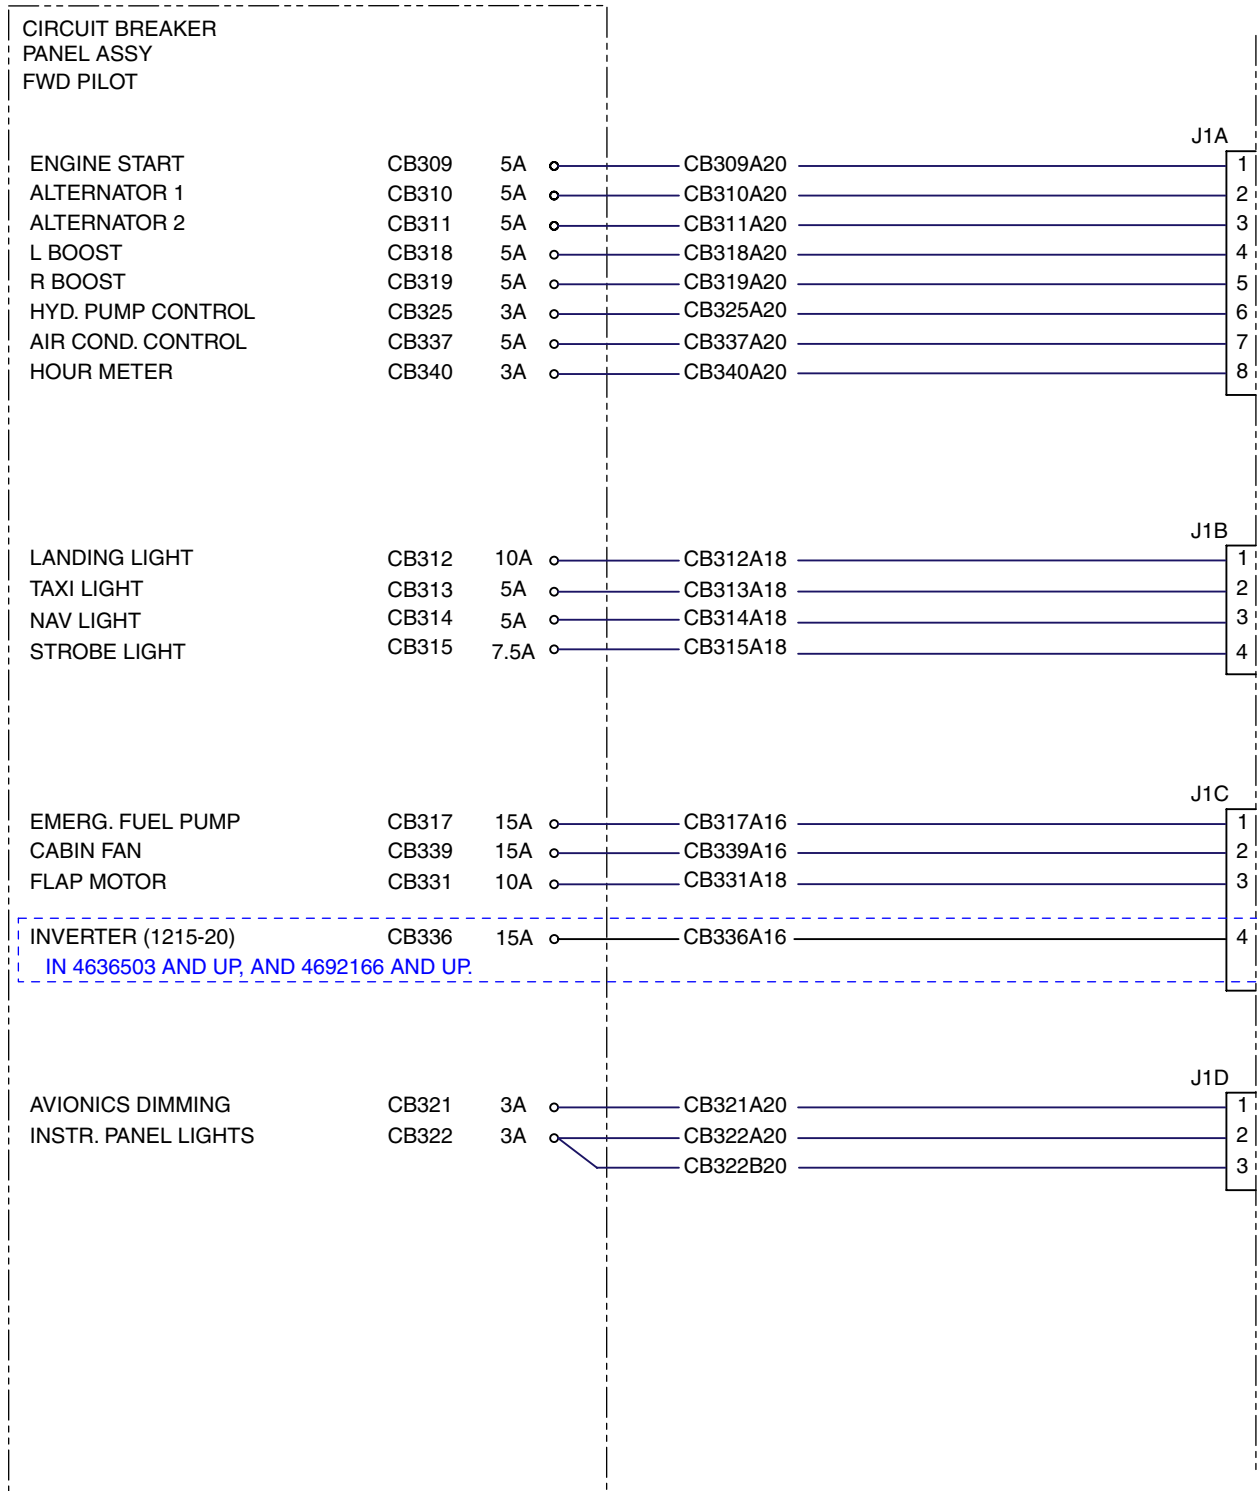 CIRCUIT BREAKER
PANEL ASSY
FWD PILOT
J1A
ENGINE START CB309 5A CB309A20 1
ALTERNATOR 1 CB310 5A CB310A20 2
ALTERNATOR 2 CB311 5A CB311A20 3
L BOOST CB318 5A CB318A20 4
R BOOST CB319 5A CB319A20 5
HYD. PUMP CONTROL CB325 3A CB325A20 6
AIR COND. CONTROL CB337 5A CB337A20 7
HOUR METER CB340 3A CB340A20 8
J1B
LANDING LIGHT CB312 10A CB312A18 1
TAXI LIGHT CB313 5A CB313A18 2
NAV LIGHT CB314 5A CB314A18 3
STROBE LIGHT CB315 7.5A CB315A18 4
J1C
EMERG. FUEL PUMP CB317 15A CB317A16 1
CABIN FAN CB339 15A CB339A16 2
FLAP MOTOR CB331 10A CB331A18 3
INVERTER (1215-20) CB336 15A CB336A16 4
IN 4636503 AND UP, AND 4692166 AND UP.
J1D
AVIONICS DIMMING CB321 3A CB321A20 1
INSTR. PANEL LIGHTS CB322 3A CB322A20 2
CB322B20 3